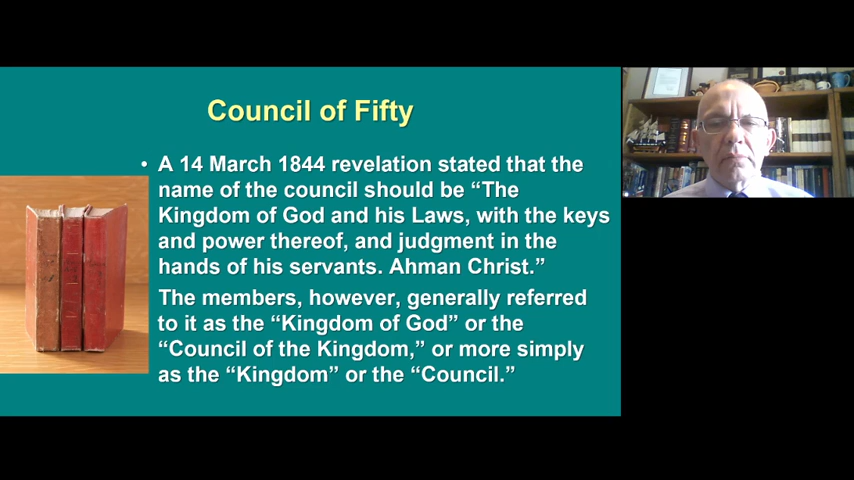 Council of Fifty
• A 14 March 1844 revelation stated that the
name of the council should be “The
Kingdom of God and his Laws, with the keys
and power thereof, and judgment in the
hands of his servants. Ahman Christ.”
The members, however, generally referred
to it as the “Kingdom of God” or the
“Council of the Kingdom,” or more simply
as the “Kingdom” or the “Council.”